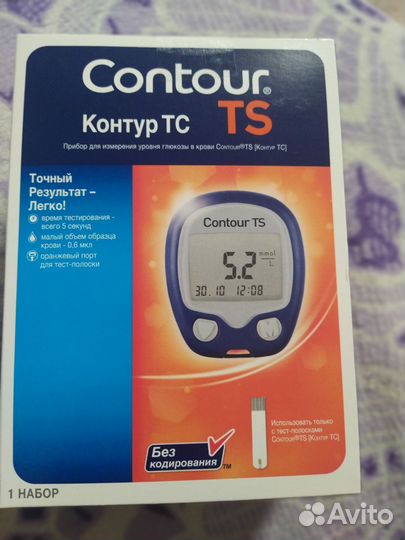 Contour®
TS
Контур ТС
Прибор для измерения уровня глюкозы в крови CONTOUR®TS [КОНТУР ТС]
Точный
Результат –
Легко!
время тестирования -
всего 5 секунд
малый объем образца
крови - 0,6 мкл
оранжевый порт
для тест-полоски
Contour TS
5.2 mmol
L
30.10 12:08
Использовать только
с тест-полосками
CONTOUR®TS [КОНТУР ТС]
Без
кодирования™
1 НАБОР
Avito